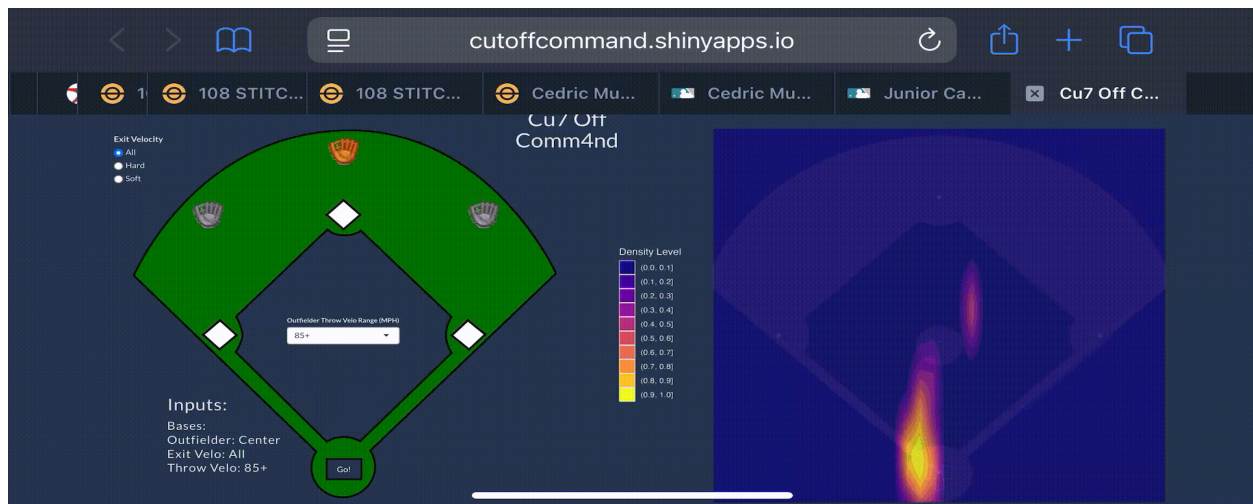 cutoffcommand.shinyapps.io
108 STITC...
108 STITC...
Cedric Mu...
Cedric Mu...
Junior Ca...
Cu7 Off C...
Cu7 Off
Comm4nd
Exit Velocity
All
Hard
Soft
Outfielder Throw Velo Range (MPH)
85+
Inputs:
Bases:
Outfielder: Center
Exit Velo: All
Throw Velo: 85+
Go!
Density Level
(0.0, 0.1]
(0.1, 0.2]
(0.2, 0.3]
(0.3, 0.4]
(0.4, 0.5]
(0.5, 0.6]
(0.6, 0.7]
(0.7, 0.8]
(0.8, 0.9]
(0.9, 1.0]